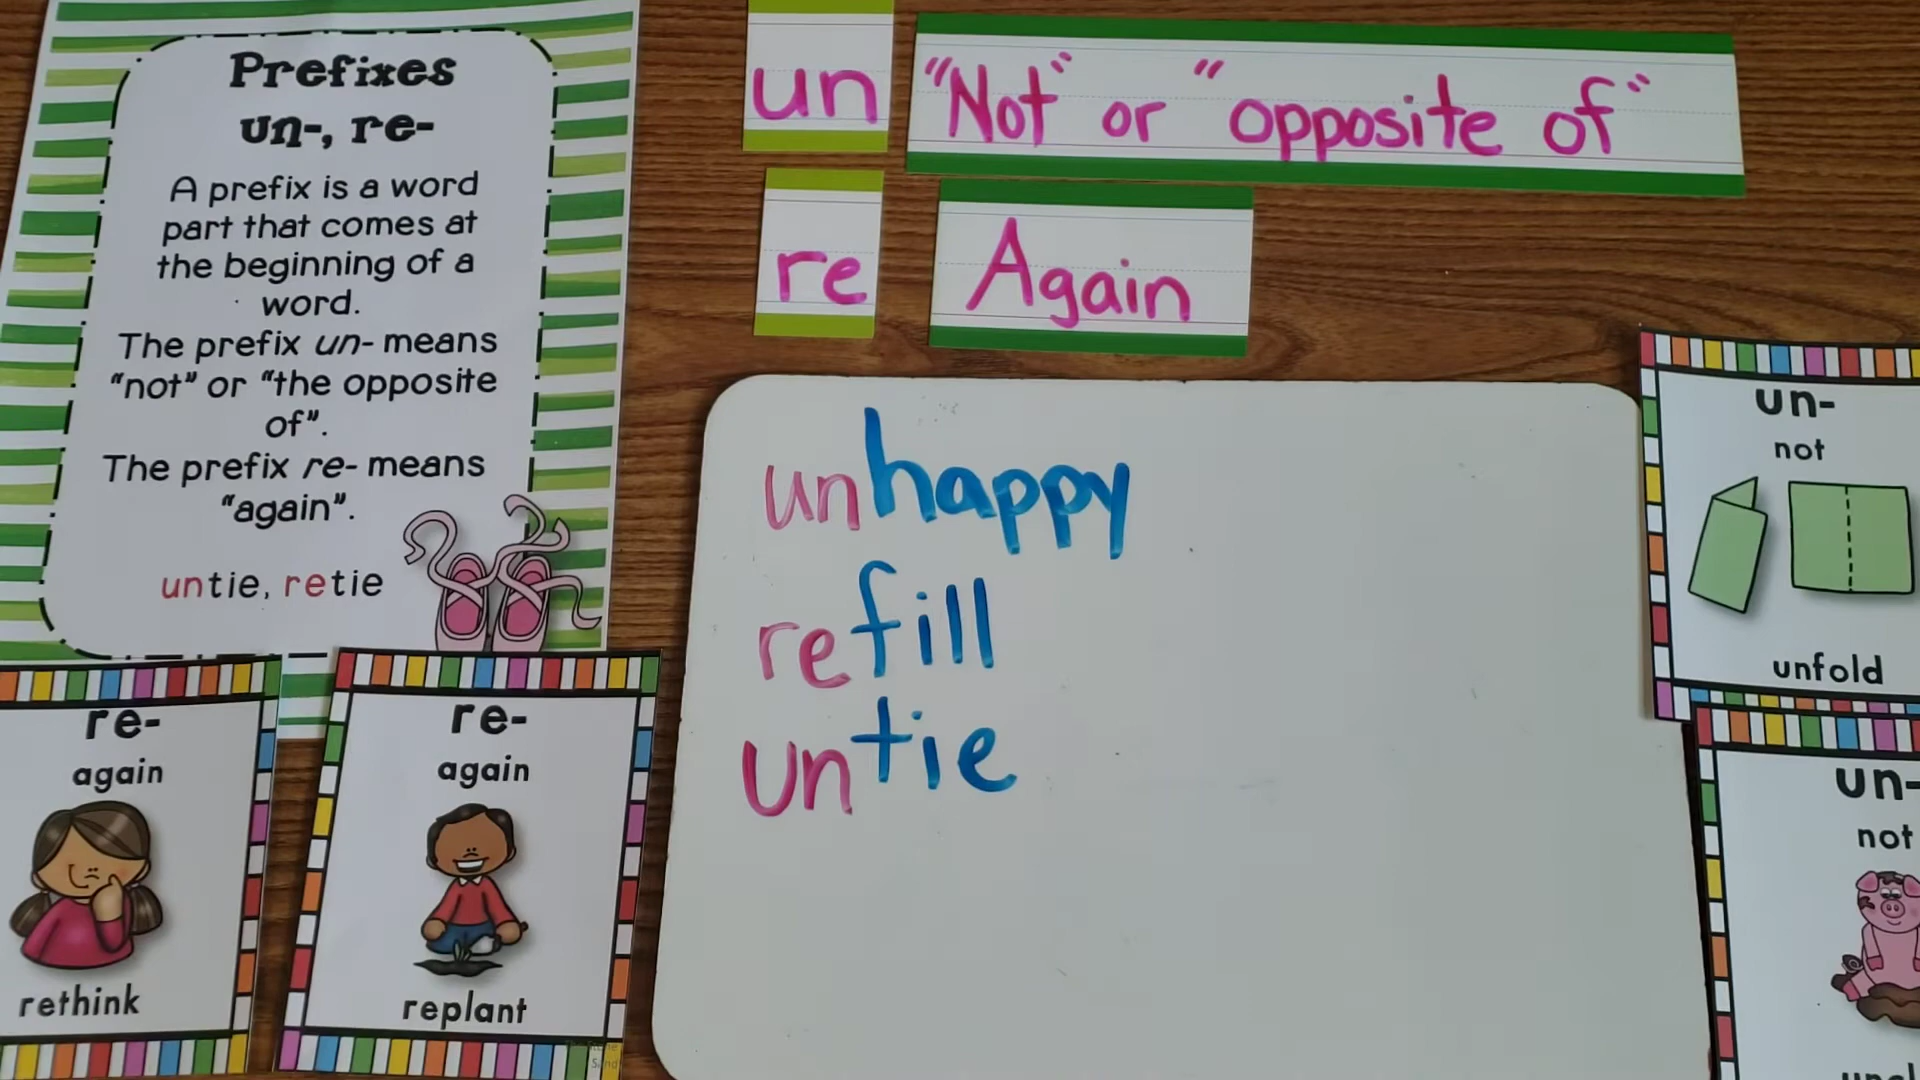 Prefixes
un-, re-
A prefix is a word
part that comes at
the beginning of a
word.
The prefix un- means
"not" or "the opposite
of".
The prefix re- means
"again".
untie, retie
un
"Not" or "opposite of"
re
Again
unhappy
refill
untie
re-
again
rethink
re-
again
replant
un-
not
unfold
un-
not